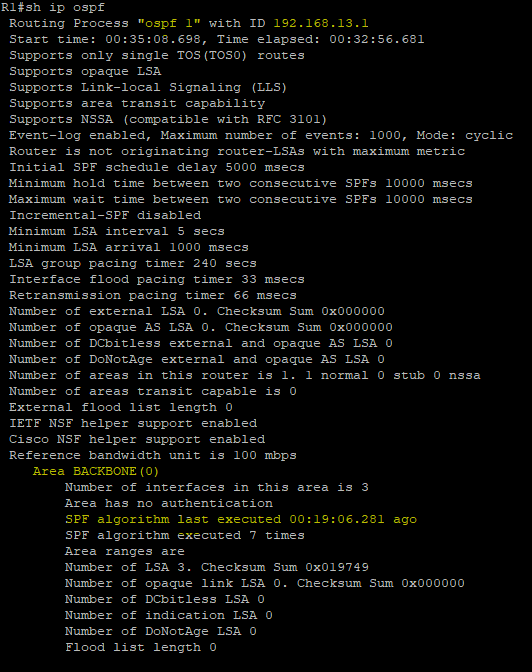 R1#sh ip ospf
Routing Process "ospf 1" with ID 192.168.13.1
Start time: 00:35:08.698, Time elapsed: 00:32:56.681
Supports only single TOS(TOS0) routes
Supports opaque LSA
Supports Link-local Signaling (LLS)
Supports area transit capability
Supports NSSA (compatible with RFC 3101)
Event-log enabled, Maximum number of events: 1000, Mode: cyclic
Router is not originating router-LSAs with maximum metric
Initial SPF schedule delay 5000 msecs
Minimum hold time between two consecutive SPFs 10000 msecs
Maximum wait time between two consecutive SPFs 10000 msecs
Incremental-SPF disabled
Minimum LSA interval 5 secs
Minimum LSA arrival 1000 msecs
LSA group pacing timer 240 secs
Interface flood pacing timer 33 msecs
Retransmission pacing timer 66 msecs
Number of external LSA 0. Checksum Sum 0x000000
Number of opaque AS LSA 0. Checksum Sum 0x000000
Number of DCbitless external and opaque AS LSA 0
Number of DoNotAge external and opaque AS LSA 0
Number of areas in this router is 1. 1 normal 0 stub 0 nssa
Number of areas transit capable is 0
External flood list length 0
IETF NSF helper support enabled
Cisco NSF helper support enabled
Reference bandwidth unit is 100 mbps
Area BACKBONE(0)
Number of interfaces in this area is 3
Area has no authentication
SPF algorithm last executed 00:19:06.281 ago
SPF algorithm executed 7 times
Area ranges are
Number of LSA 3. Checksum Sum 0x019749
Number of opaque link LSA 0. Checksum Sum 0x000000
Number of DCbitless LSA 0
Number of indication LSA 0
Number of DoNotAge LSA 0
Flood list length 0